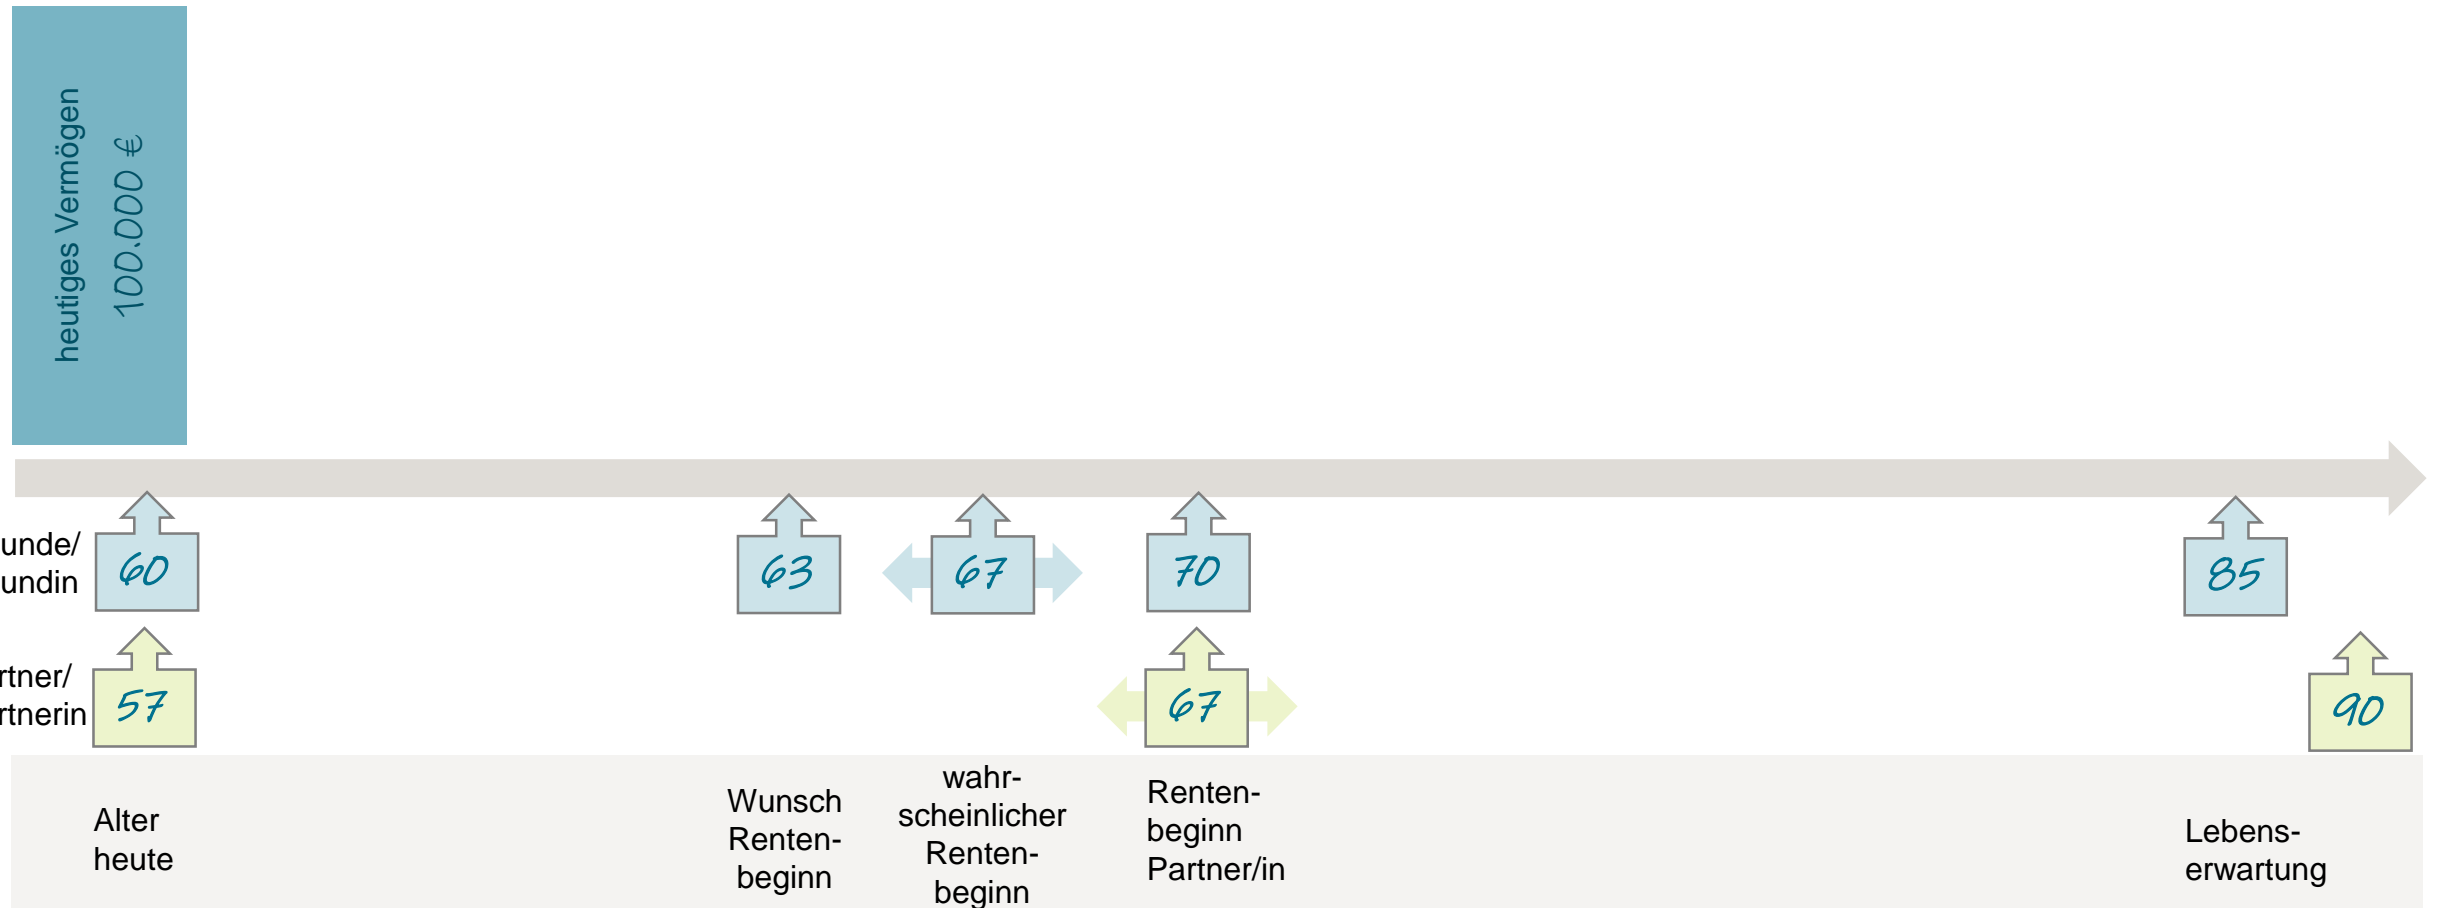 heutiges Vermögen
100.000 €
unde/
undin
60
63
67
70
85
rtner/
rtnerin
57
67
90
Alter
heute
Wunsch
Renten-
beginn
wahr-
scheinlicher
Renten-
beginn
Renten-
beginn
Partner/in
Lebens-
erwartung